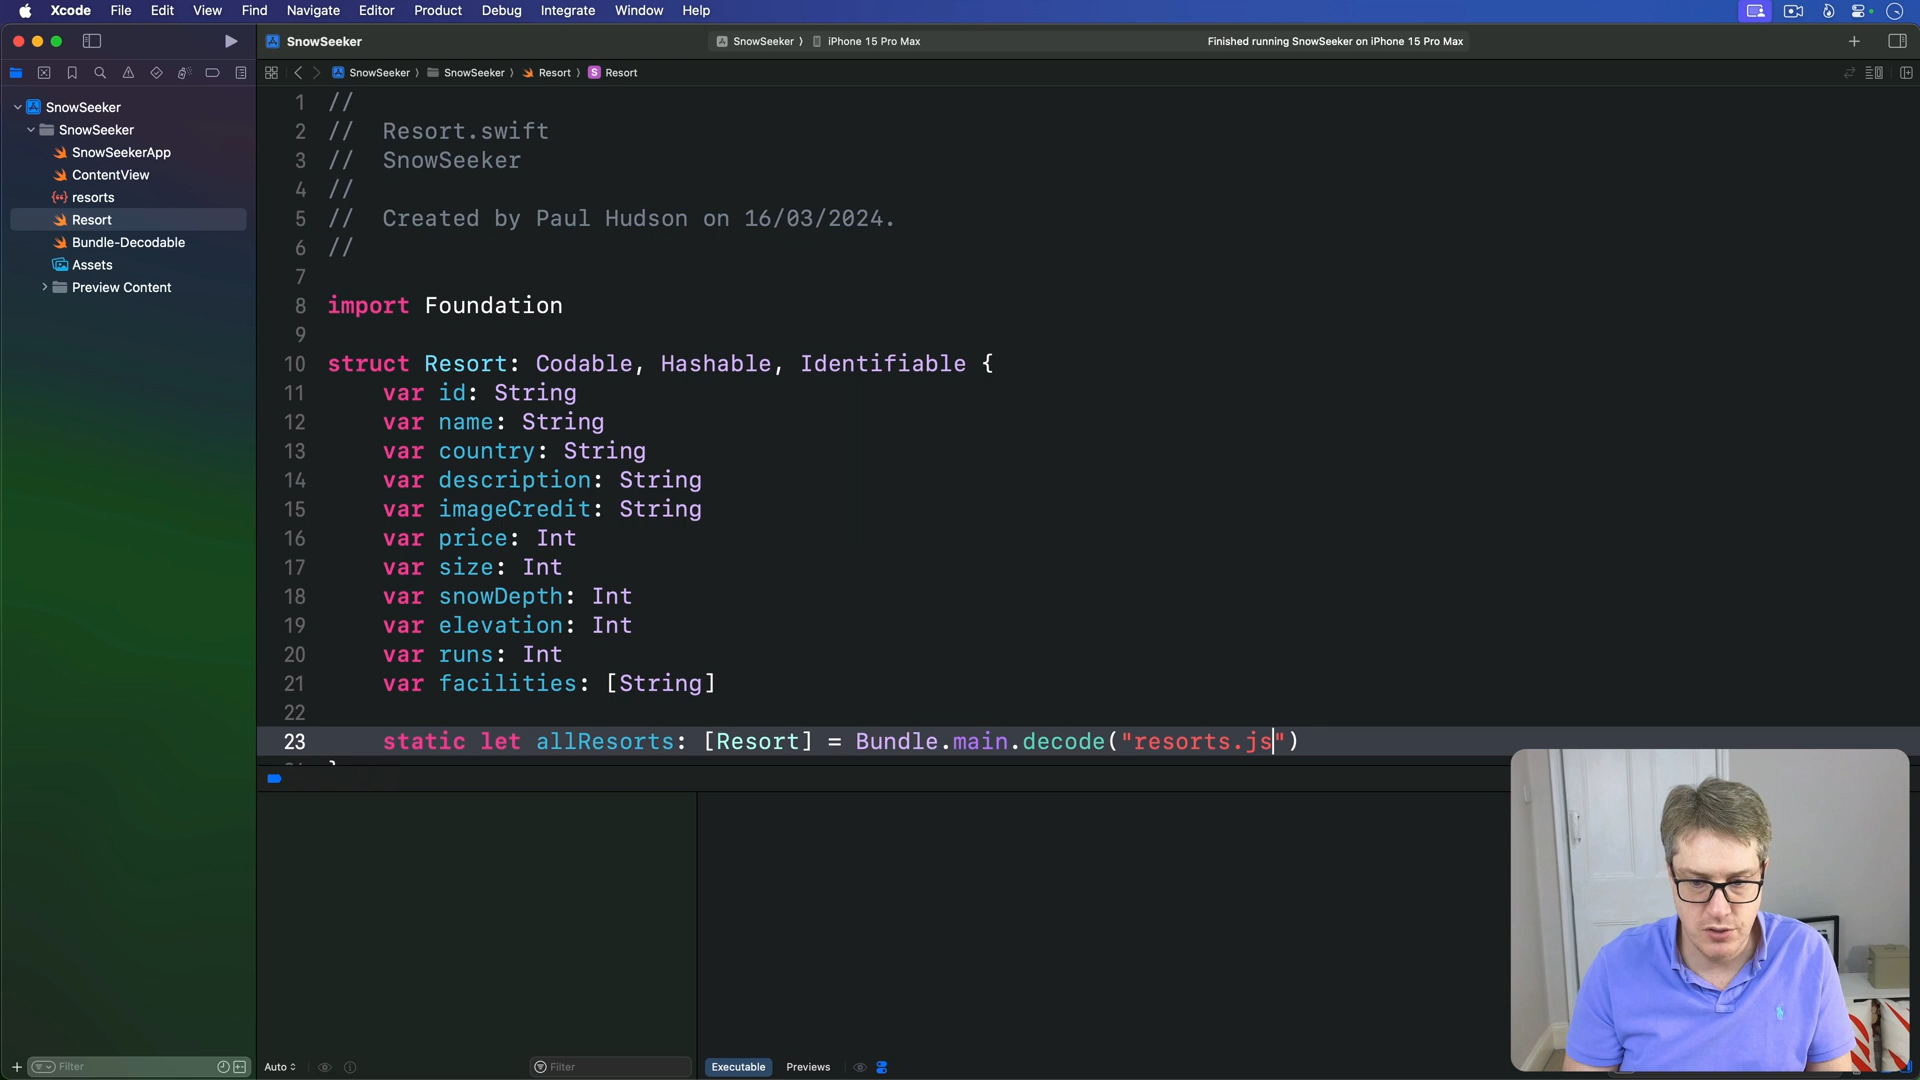 Xcode File Edit View Find Navigate Editor Product Debug Integrate Window Help
SnowSeeker
SnowSeeker 〉 iPhone 15 Pro Max
Finished running SnowSeeker on iPhone 15 Pro Max
SnowSeeker 〉 SnowSeeker 〉 Resort 〉 S Resort
SnowSeeker
SnowSeeker
SnowSeekerApp
ContentView
resorts
Resort
Bundle-Decodable
Assets
Preview Content
1 //
2 // Resort.swift
3 // SnowSeeker
4 //
5 // Created by Paul Hudson on 16/03/2024.
6 //
7
8 import Foundation
9
10 struct Resort: Codable, Hashable, Identifiable {
11 var id: String
12 var name: String
13 var country: String
14 var description: String
15 var imageCredit: String
16 var price: Int
17 var size: Int
18 var snowDepth: Int
19 var elevation: Int
20 var runs: Int
21 var facilities: [String]
22
23 static let allResorts: [Resort] = Bundle.main.decode("resorts.js")
Filter
Auto
Filter
Executable
Previews